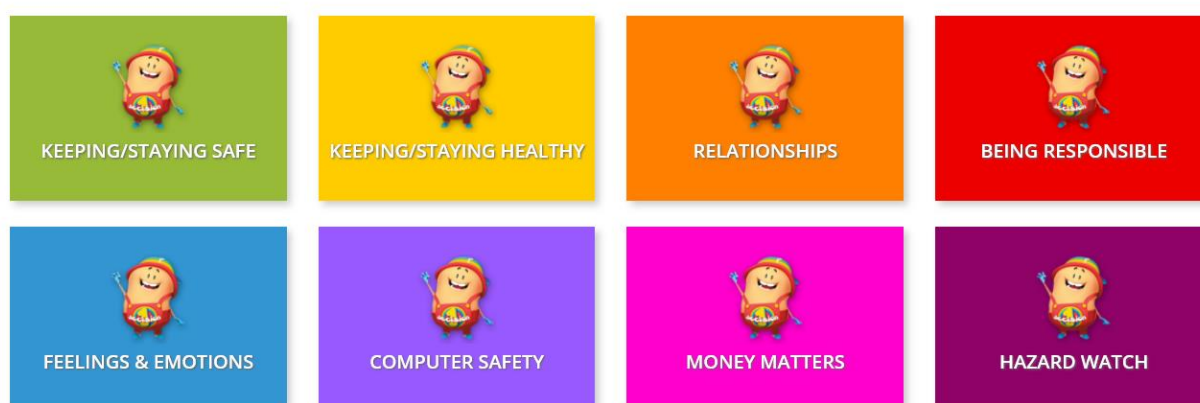 KEEPING/STAYING SAFE
KEEPING/STAYING HEALTHY
RELATIONSHIPS
BEING RESPONSIBLE
FEELINGS & EMOTIONS
COMPUTER SAFETY
MONEY MATTERS
HAZARD WATCH